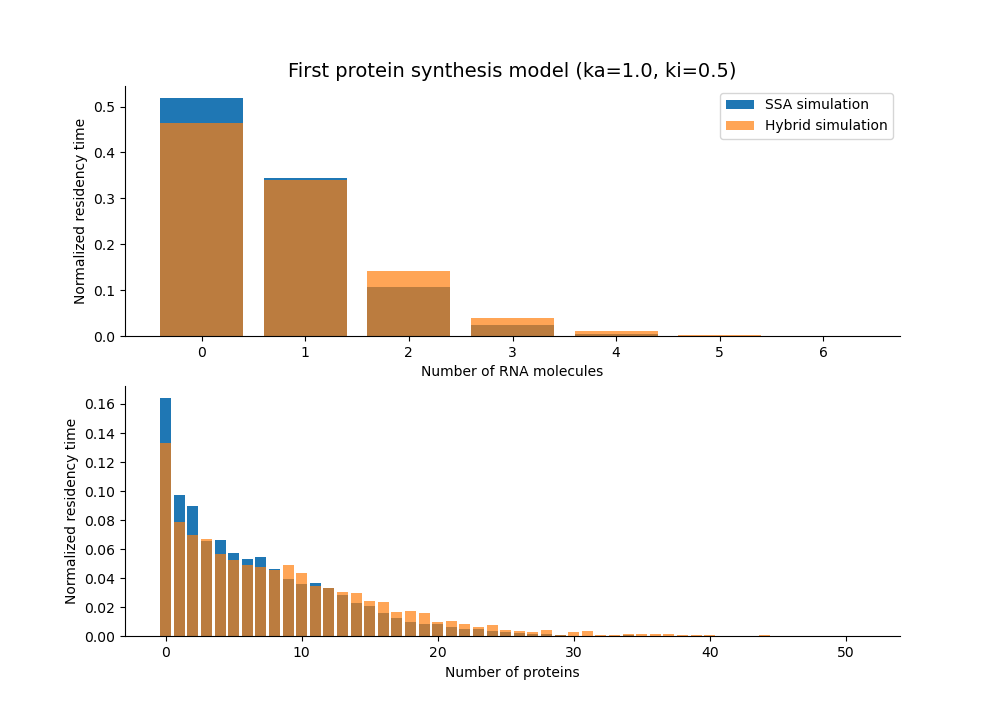 First protein synthesis model (ka=1.0, ki=0.5)
SSA simulation
Hybrid simulation
Normalized residency time
0.5
0.4
0.3
0.2
0.1
0.0
0 1 2 3 4 5 6
Number of RNA molecules
Normalized residency time
0.16
0.14
0.12
0.10
0.08
0.06
0.04
0.02
0.00
0 10 20 30 40 50
Number of proteins